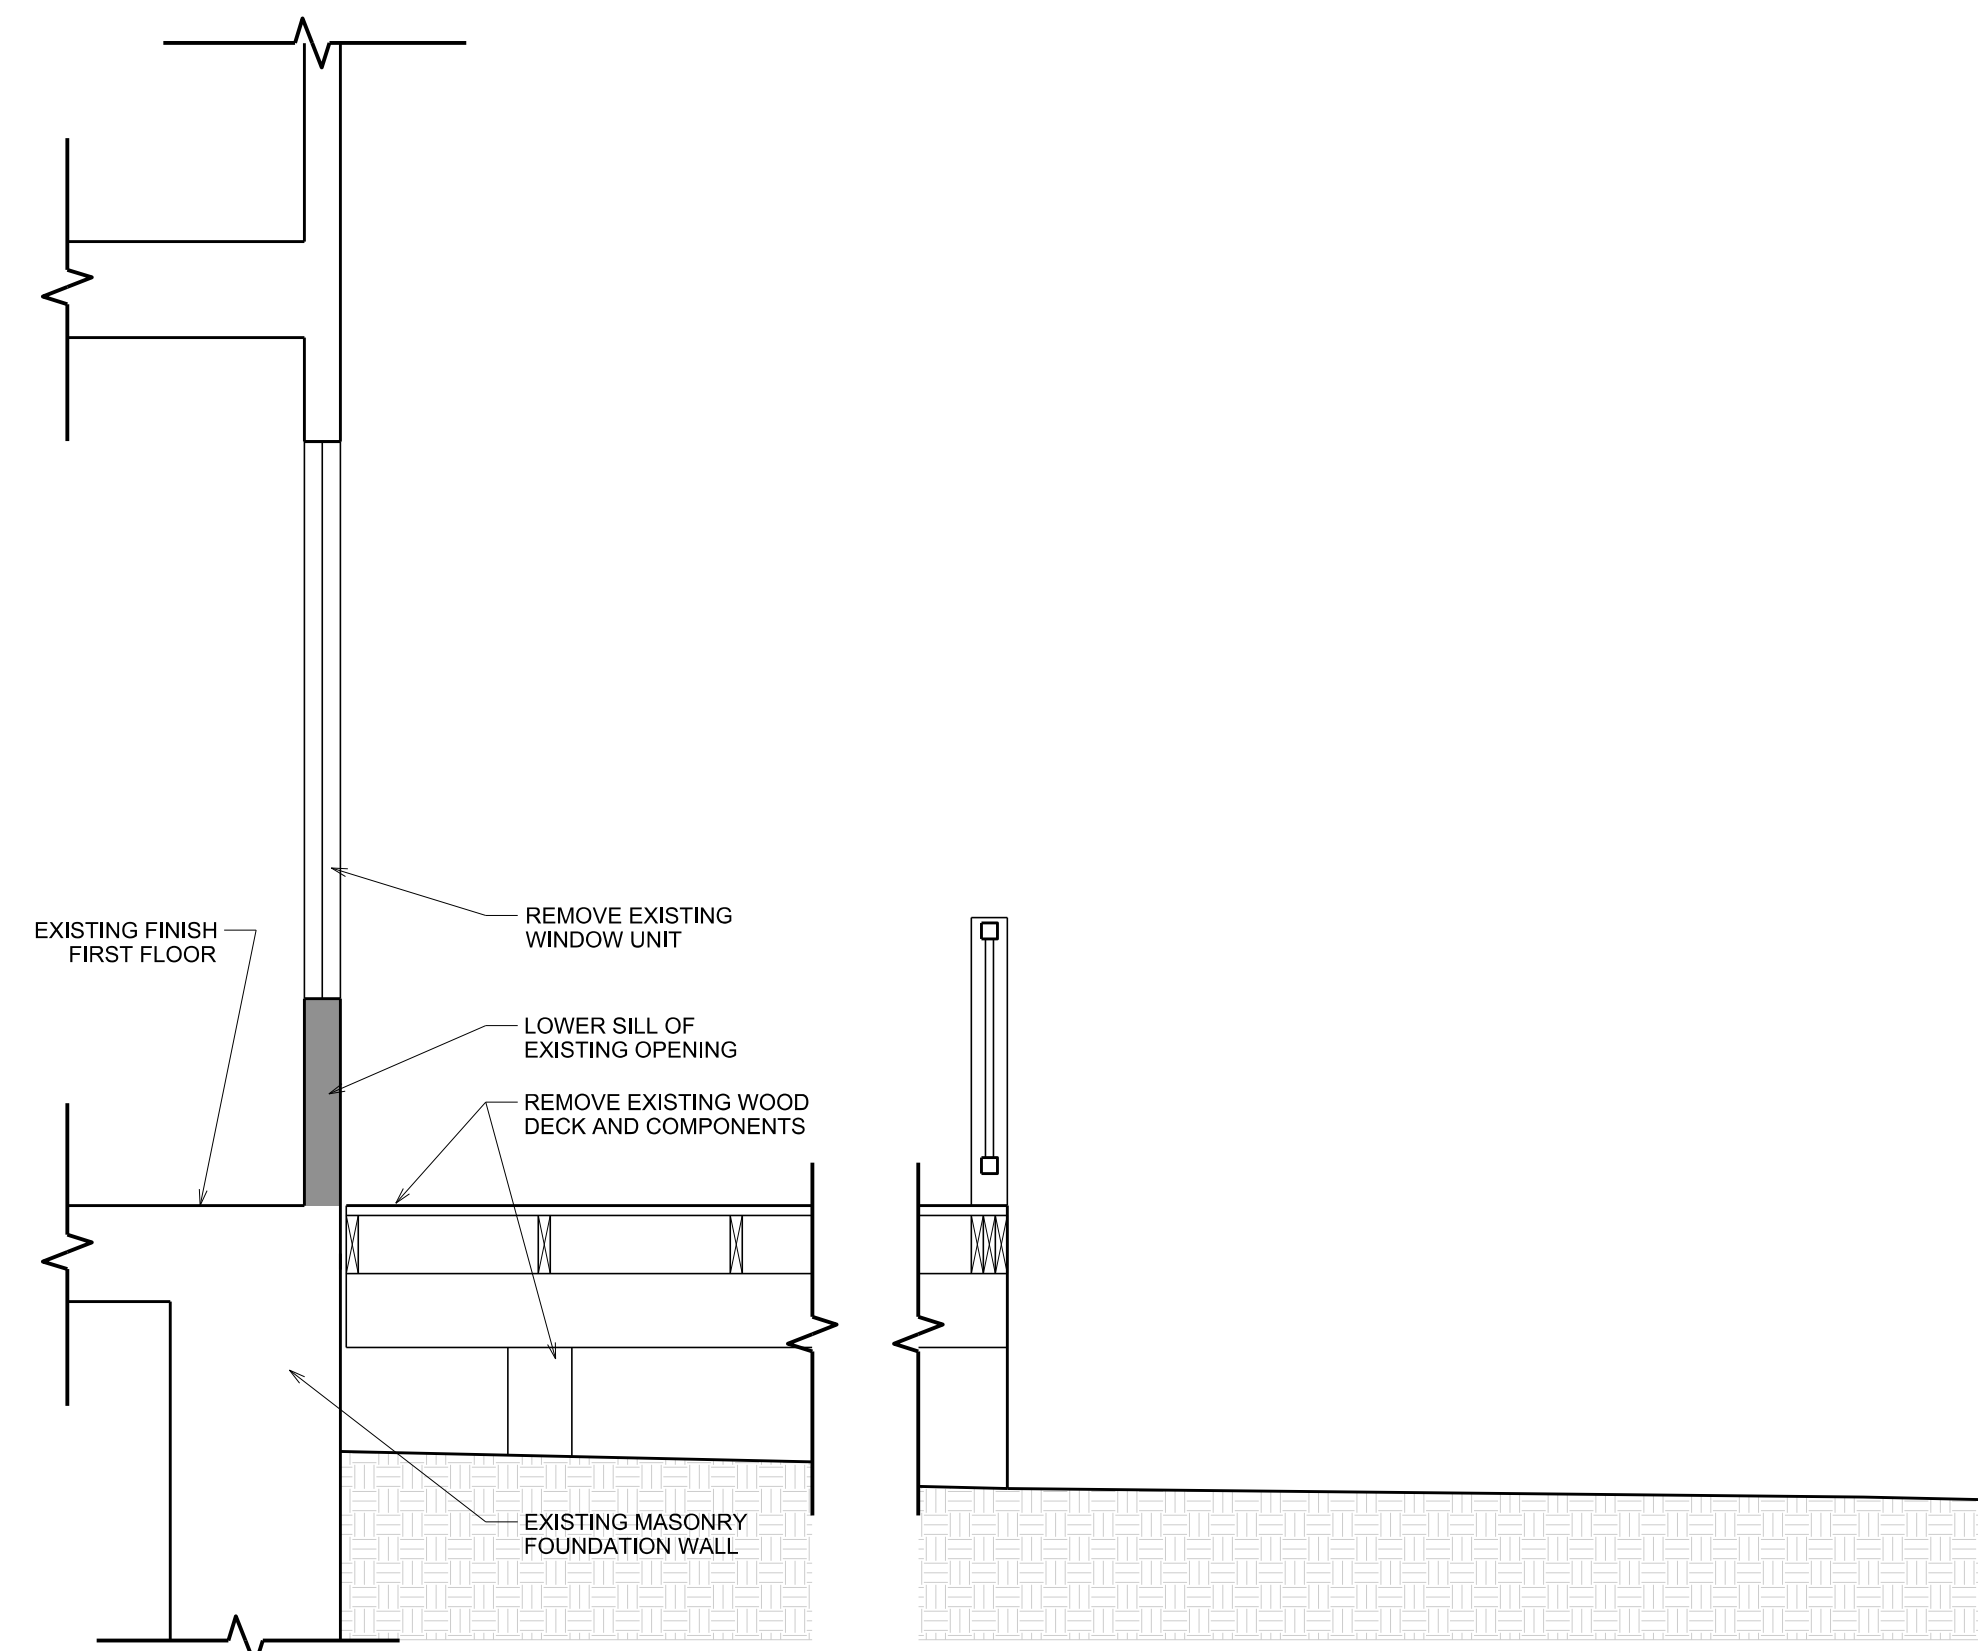 REMOVE EXISTING
WINDOW UNIT
EXISTING FINISH
FIRST FLOOR
LOWER SILL OF
EXISTING OPENING
REMOVE EXISTING WOOD
DECK AND COMPONENTS
EXISTING MASONRY
FOUNDATION WALL